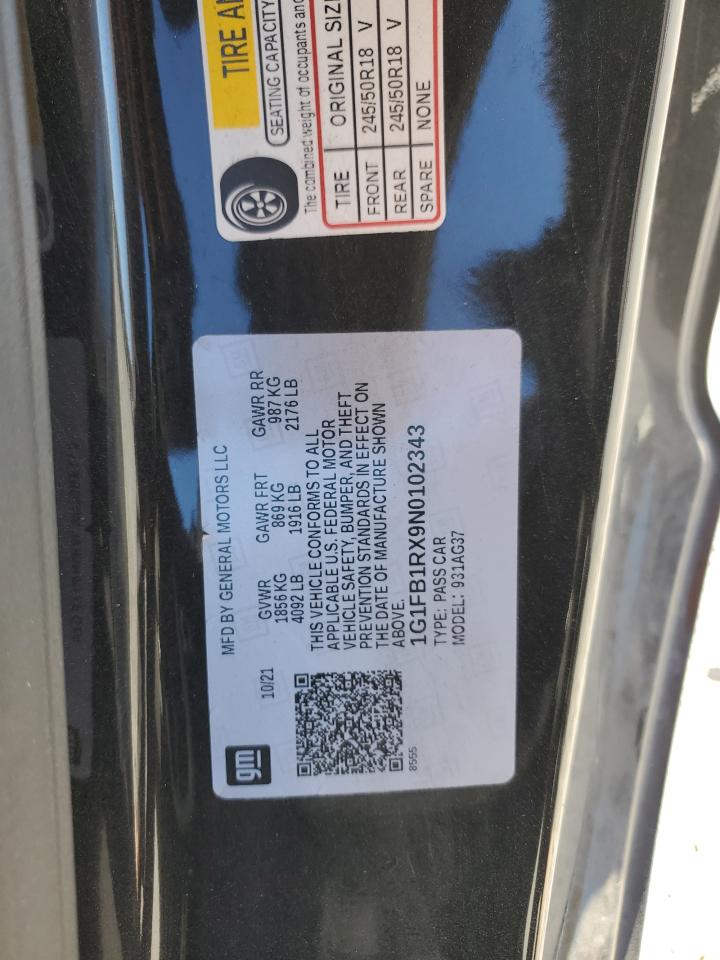 TIRE
SEATING CAPACITY
The combined weight of occupants and
TIRE ORIGINAL
FRONT 245/50R18 V
REAR 245/50R18 V
SPARE NONE
gm
MFD BY GENERAL MOTORS LLC
10/21
GVWR GAWR FRT GAWR RR
1856 KG 869 KG 987 KG
4092 LB 1916 LB 2176 LB
THIS VEHICLE CONFORMS TO ALL
APPLICABLE U.S. FEDERAL MOTOR
VEHICLE SAFETY, BUMPER, AND THEFT
PREVENTION STANDARDS IN EFFECT ON
THE DATE OF MANUFACTURE SHOWN
ABOVE.
8555
1G1FB1RX9N0102343
TYPE: PASS CAR
MODEL: 931AG37